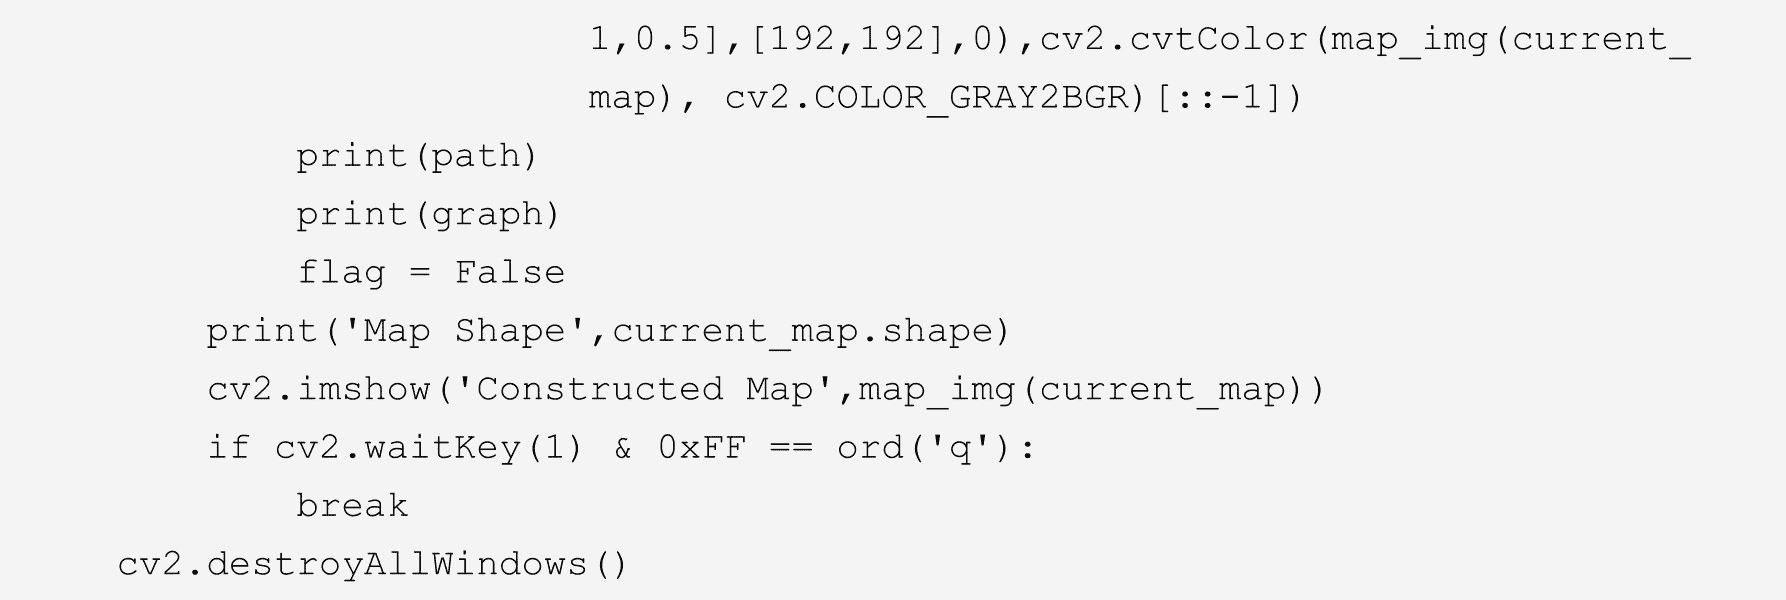 1,0.5],[192,192],0),cv2.cvtColor(map_img(current_
map), cv2.COLOR_GRAY2BGR)[::-1])
print(path)
print(graph)
flag = False
print('Map Shape',current_map.shape)
cv2.imshow('Constructed Map',map_img(current_map))
if cv2.waitKey(1) & 0xFF == ord('q'):
break
cv2.destroyAllWindows()